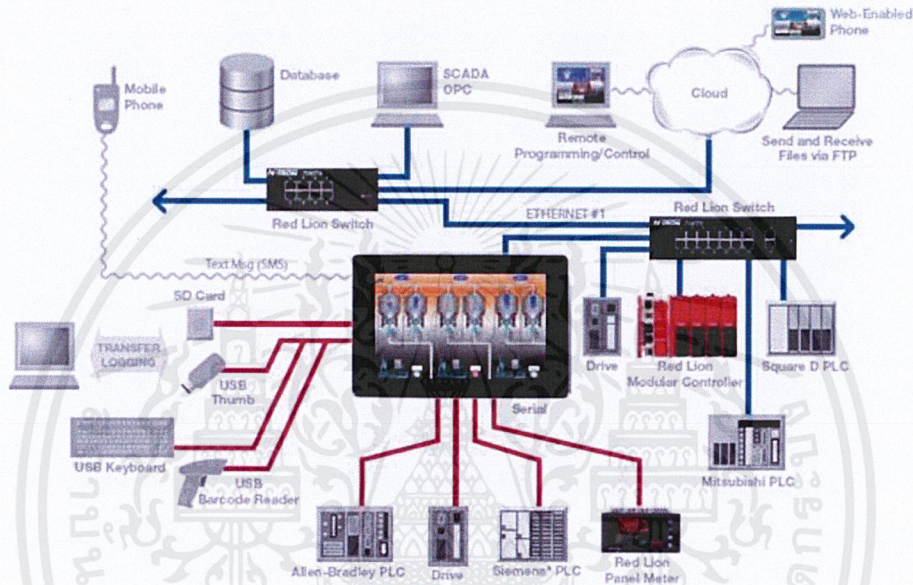 Web-Enabled
Phone
Mobile
Phone
Database
SCADA
OPC
Cloud
Remote
Programming/Control
Send and Receive
Files via FTP
Red Lion Switch
ETHERNET #1
Red Lion Switch
Text Msg (SMS)
SD Card
TRANSFER
LOGGING
USB
Thumb
Serial
Drive
Red Lion
Modular Controller
Square D PLC
USB Keyboard
USB
Barcode Reader
Mitsubishi PLC
Allen-Bradley PLC
Drive
Siemens* PLC
Red Lion
Panel Meter